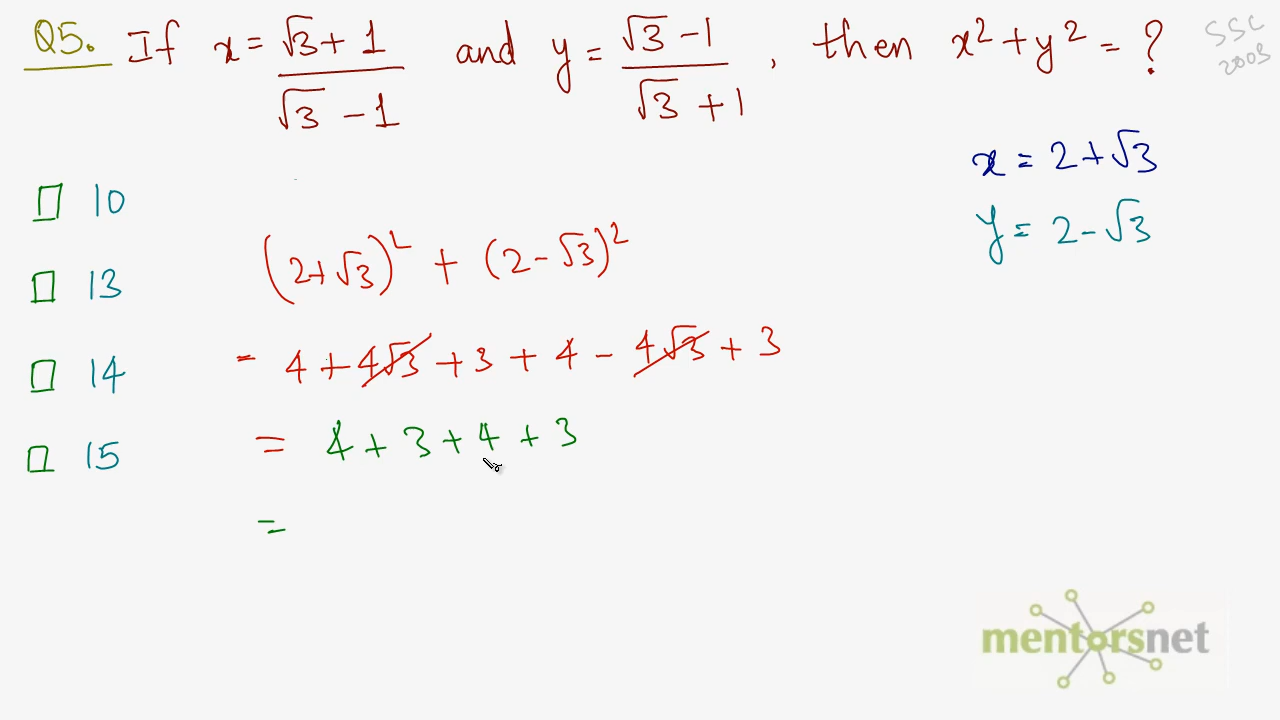 Q5. If x = √3 + 1 / √3 - 1 and y = √3 - 1 / √3 + 1 , then x² + y² = ? SSC 2003
x = 2 + √3
y = 2 - √3
10
13
14
15
(2 + √3)² + (2 - √3)²
= 4 + 4√3 + 3 + 4 - 4√3 + 3
= 4 + 3 + 4 + 3
=
mentorsnet